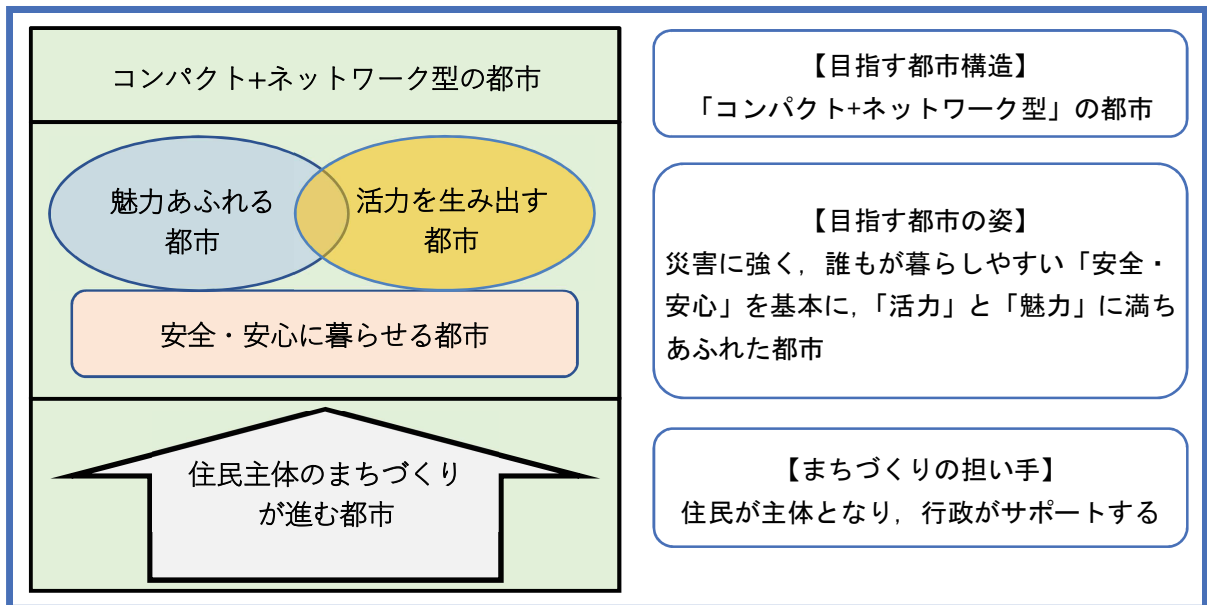 コンパクト+ネットワーク型の都市
魅力あふれる
都市
活力を生み出す
都市
安全・安心に暮らせる都市
住民主体のまちづくり
が進む都市
【目指す都市構造】
「コンパクト+ネットワーク型」の都市
【目指す都市の姿】
災害に強く，誰もが暮らしやすい「安全・
安心」を基本に，「活力」と「魅力」に満ち
あふれた都市
【まちづくりの担い手】
住民が主体となり，行政がサポートする